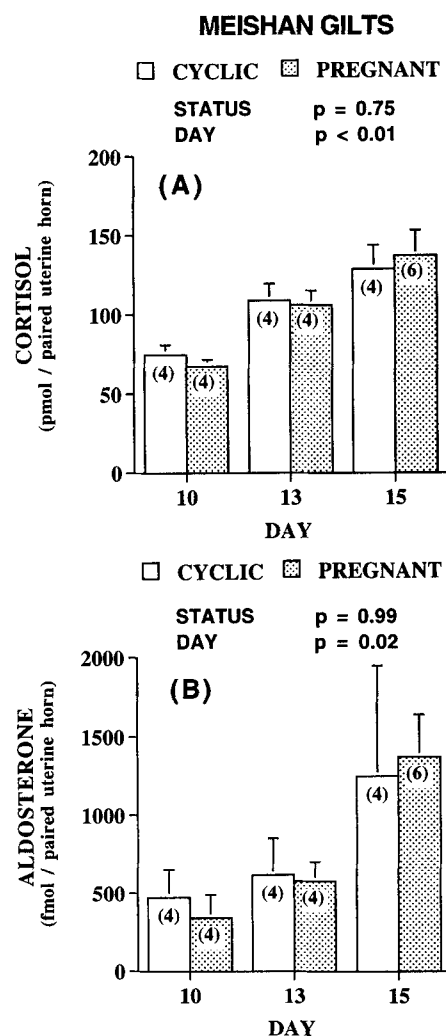 MEISHAN GILTS
CYCLIC PREGNANT
STATUS p = 0.75
DAY p < 0.01
(A)
200
150
100
50
0
CORTISOL
(pmol / paired uterine horn)
(4) (4) (4) (4) (4) (6)
10 13 15
DAY
CYCLIC PREGNANT
STATUS p = 0.99
DAY p = 0.02
(B)
2000
1500
1000
500
0
ALDOSTERONE
(fmol / paired uterine horn)
(4) (4) (4) (4) (4) (6)
10 13 15
DAY